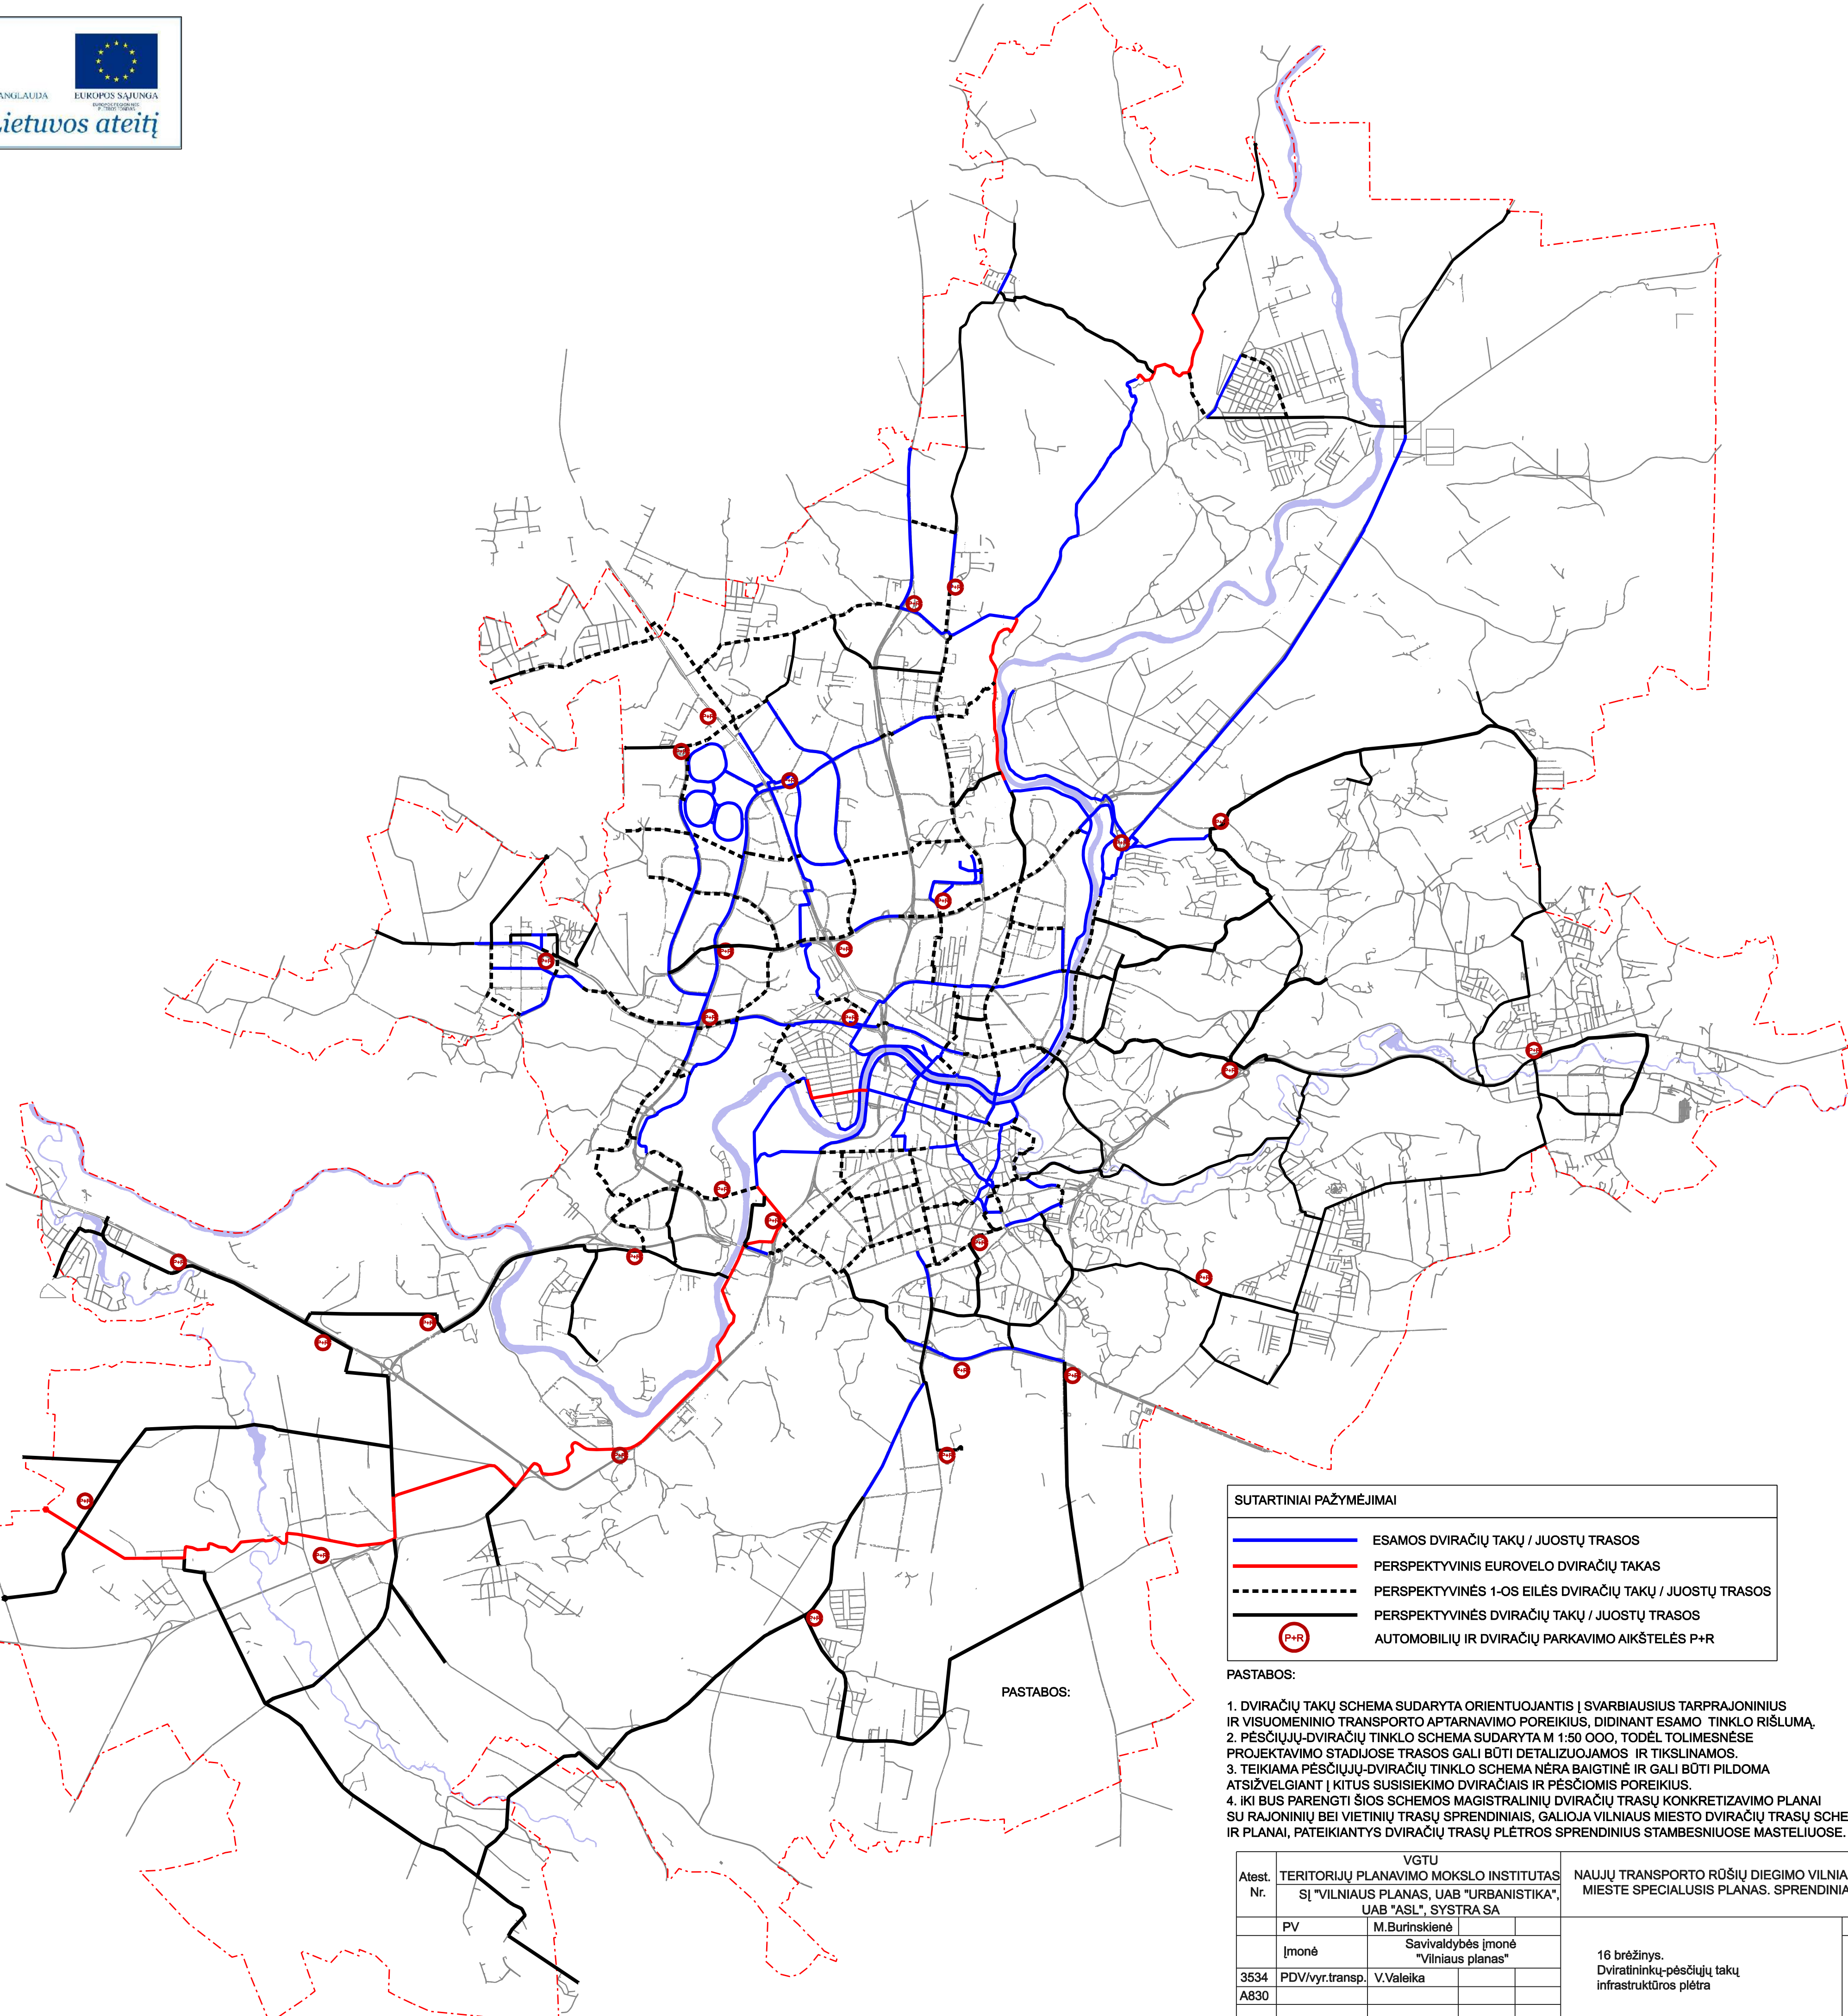 ANGLAUDA
EUROPOS SĄJUNGA
EUROPOS REGIONINĖS
PLĖTROS FONDAS
Lietuvos ateitį
SUTARTINIAI PAŽYMĖJIMAI
ESAMOS DVIRAČIŲ TAKŲ / JUOSTŲ TRASOS
PERSPEKTYVINIS EUROVELO DVIRAČIŲ TAKAS
PERSPEKTYVINĖS 1-OS EILĖS DVIRAČIŲ TAKŲ / JUOSTŲ TRASOS
PERSPEKTYVINĖS DVIRAČIŲ TAKŲ / JUOSTŲ TRASOS
P+R AUTOMOBILIŲ IR DVIRAČIŲ PARKAVIMO AIKŠTELĖS P+R
PASTABOS:
PASTABOS:
1. DVIRAČIŲ TAKŲ SCHEMA SUDARYTA ORIENTUOJANTIS Į SVARBIAUSIUS TARPRAJONINIUS
IR VISUOMENINIO TRANSPORTO APTARNAVIMO POREIKIUS, DIDINANT ESAMO TINKLO RIŠLUMĄ.
2. PĖSČIŲJŲ-DVIRAČIŲ TINKLO SCHEMA SUDARYTA M 1:50 OOO, TODĖL TOLIMESNĖSE
PROJEKTAVIMO STADIJOSE TRASOS GALI BŪTI DETALIZUOJAMOS IR TIKSLINAMOS.
3. TEIKIAMA PĖSČIŲJŲ-DVIRAČIŲ TINKLO SCHEMA NĖRA BAIGTINĖ IR GALI BŪTI PILDOMA
ATSIŽVELGIANT Į KITUS SUSISIEKIMO DVIRAČIAIS IR PĖSČIOMIS POREIKIUS.
4. iKI BUS PARENGTI ŠIOS SCHEMOS MAGISTRALINIŲ DVIRAČIŲ TRASŲ KONKRETIZAVIMO PLANAI
SU RAJONINIŲ BEI VIETINIŲ TRASŲ SPRENDINIAIS, GALIOJA VILNIAUS MIESTO DVIRAČIŲ TRASŲ SCHE
IR PLANAI, PATEIKIANTYS DVIRAČIŲ TRASŲ PLĖTROS SPRENDINIUS STAMBESNIUOSE MASTELIUOSE.
Atest.
Nr.
VGTU
TERITORIJŲ PLANAVIMO MOKSLO INSTITUTAS
SĮ "VILNIAUS PLANAS, UAB "URBANISTIKA",
UAB "ASL", SYSTRA SA
NAUJŲ TRANSPORTO RŪŠIŲ DIEGIMO VILNIA
MIESTE SPECIALUSIS PLANAS. SPRENDINIA
PV M.Burinskienė
Įmonė Savivaldybės įmonė
"Vilniaus planas"
3534 PDV/vyr.transp. V.Valeika
A830
16 brėžinys.
Dviratininkų-pėsčiųjų takų
infrastruktūros plėtra